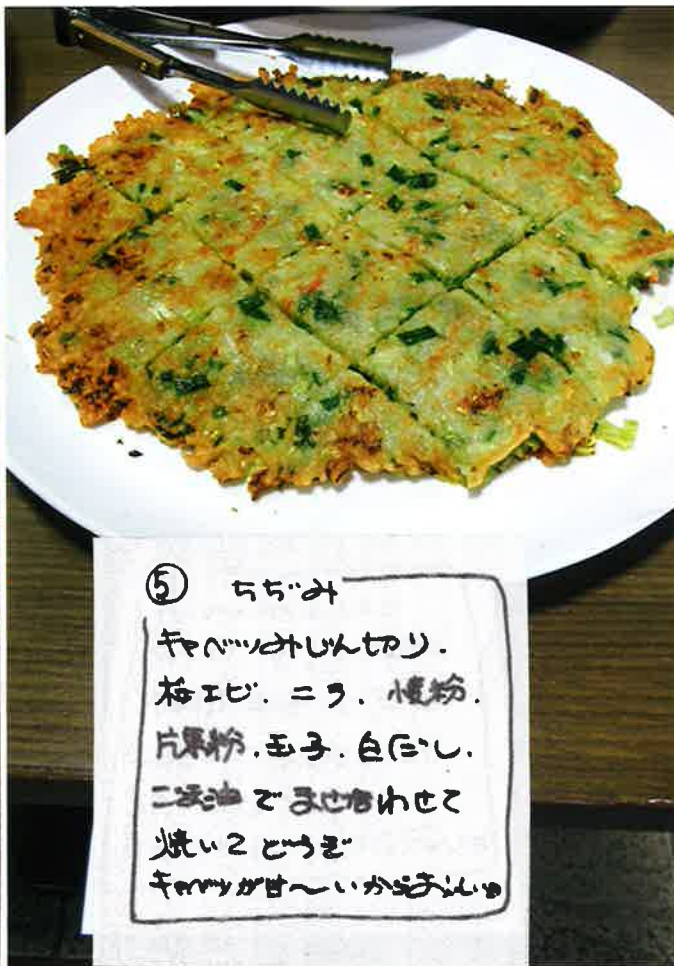 ⑤ ちぢみ
キャベツみじん切り.
桜エビ. ニラ. 小麦粉.
片栗粉.玉子.白だし.
ごま油でまぜ合わせて
焼いてどうぞ
キャベツが甘〜いからおいしい